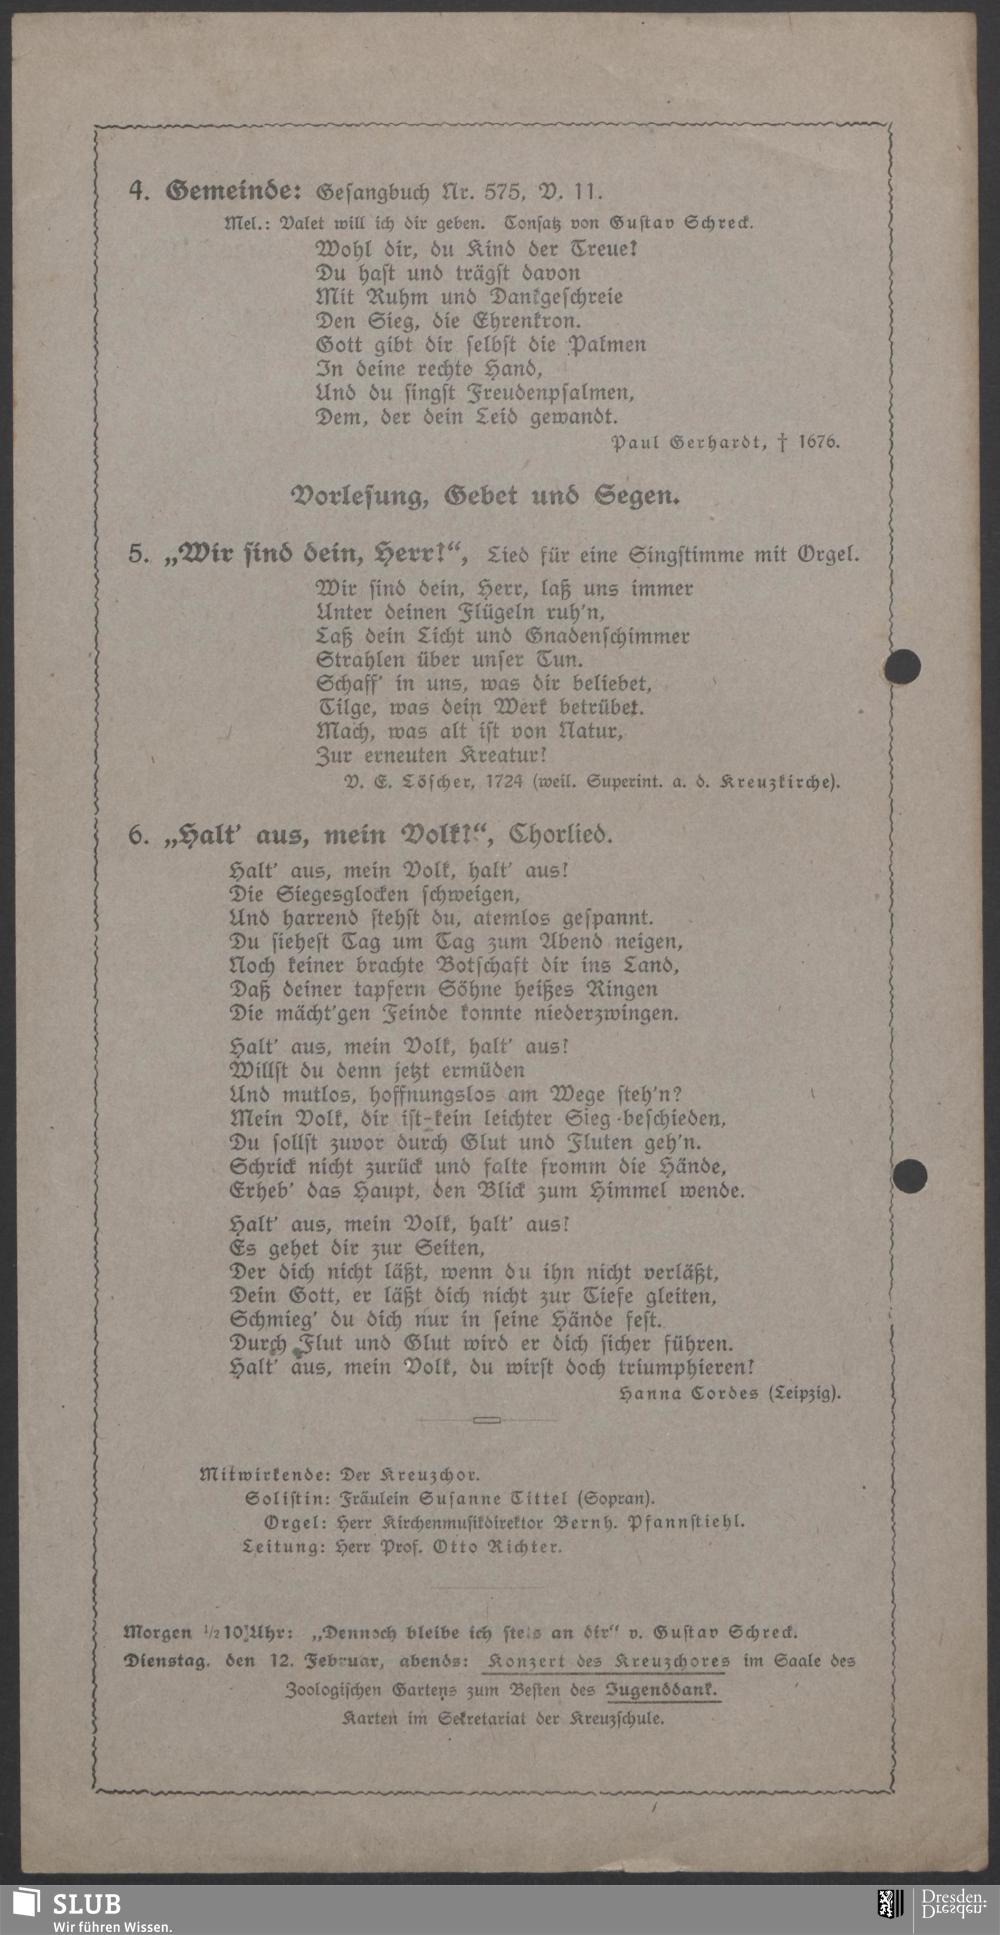 4. Gemeinde: Gesangbuch Nr. 575, V. 11.
Mel.: Valet will ich dir geben. Tonsatz von Gustav Schreck.
Wohl dir, du Kind der Treue!
Du hast und trägst davon
Mit Ruhm und Dankgeschreie
Den Sieg, die Ehrenkron.
Gott gibt dir selbst die Palmen
In deine rechte Hand,
Und du singst Freudenpsalmen,
Dem, der dein Leid gewandt.
Paul Gerhardt, † 1676.
Vorlesung, Gebet und Segen.
5. „Wir sind dein, Herr!“, Lied für eine Singstimme mit Orgel.
Wir sind dein, Herr, laß uns immer
Unter deinen Flügeln ruh'n,
Laß dein Licht und Gnadenschimmer
Strahlen über unser Tun.
Schaff' in uns, was dir beliebet,
Tilge, was dein Werk betrübet.
Mach, was alt ist von Natur,
Zur erneuten Kreatur!
V. E. Löscher, 1724 (weil. Superint. a. d. Kreuzkirche).
6. „Halt' aus, mein Volk!“, Chorlied.
Halt' aus, mein Volk, halt' aus!
Die Siegesglocken schweigen,
Und harrend stehst du, atemlos gespannt.
Du siehest Tag um Tag zum Abend neigen,
Noch keiner brachte Botschaft dir ins Land,
Daß deiner tapfern Söhne heißes Ringen
Die mächt'gen Feinde konnte niederzwingen.
Halt' aus, mein Volk, halt' aus!
Willst du denn jetzt ermüden
Und mutlos, hoffnungslos am Wege steh'n?
Mein Volk, dir ist kein leichter Sieg beschieden,
Du sollst zuvor durch Glut und Fluten geh'n.
Schrick nicht zurück und falte fromm die Hände,
Erheb' das Haupt, den Blick zum Himmel wende.
Halt' aus, mein Volk, halt' aus!
Es gehet dir zur Seiten,
Der dich nicht läßt, wenn du ihn nicht verläßt,
Dein Gott, er läßt dich nicht zur Tiefe gleiten,
Schmieg' du dich nur in seine Hände fest.
Durch Flut und Glut wird er dich sicher führen.
Halt' aus, mein Volk, du wirst doch triumphieren!
Hanna Cordes (Leipzig).
Mitwirkende: Der Kreuzchor.
Solistin: Fräulein Susanne Tittel (Sopran).
Orgel: Herr Kirchenmusikdirektor Bernh. Pfannstiehl.
Leitung: Herr Prof. Otto Richter.
Morgen ½10 Uhr: „Dennoch bleibe ich stets an dir“ v. Gustav Schreck.
Dienstag, den 12. Februar, abends: Konzert des Kreuzchores im Saale des
Zoologischen Gartens zum Besten des Jugenddank.
Karten im Sekretariat der Kreuzschule.
SLUB
Wir führen Wissen.
Dresden.
Dresden.